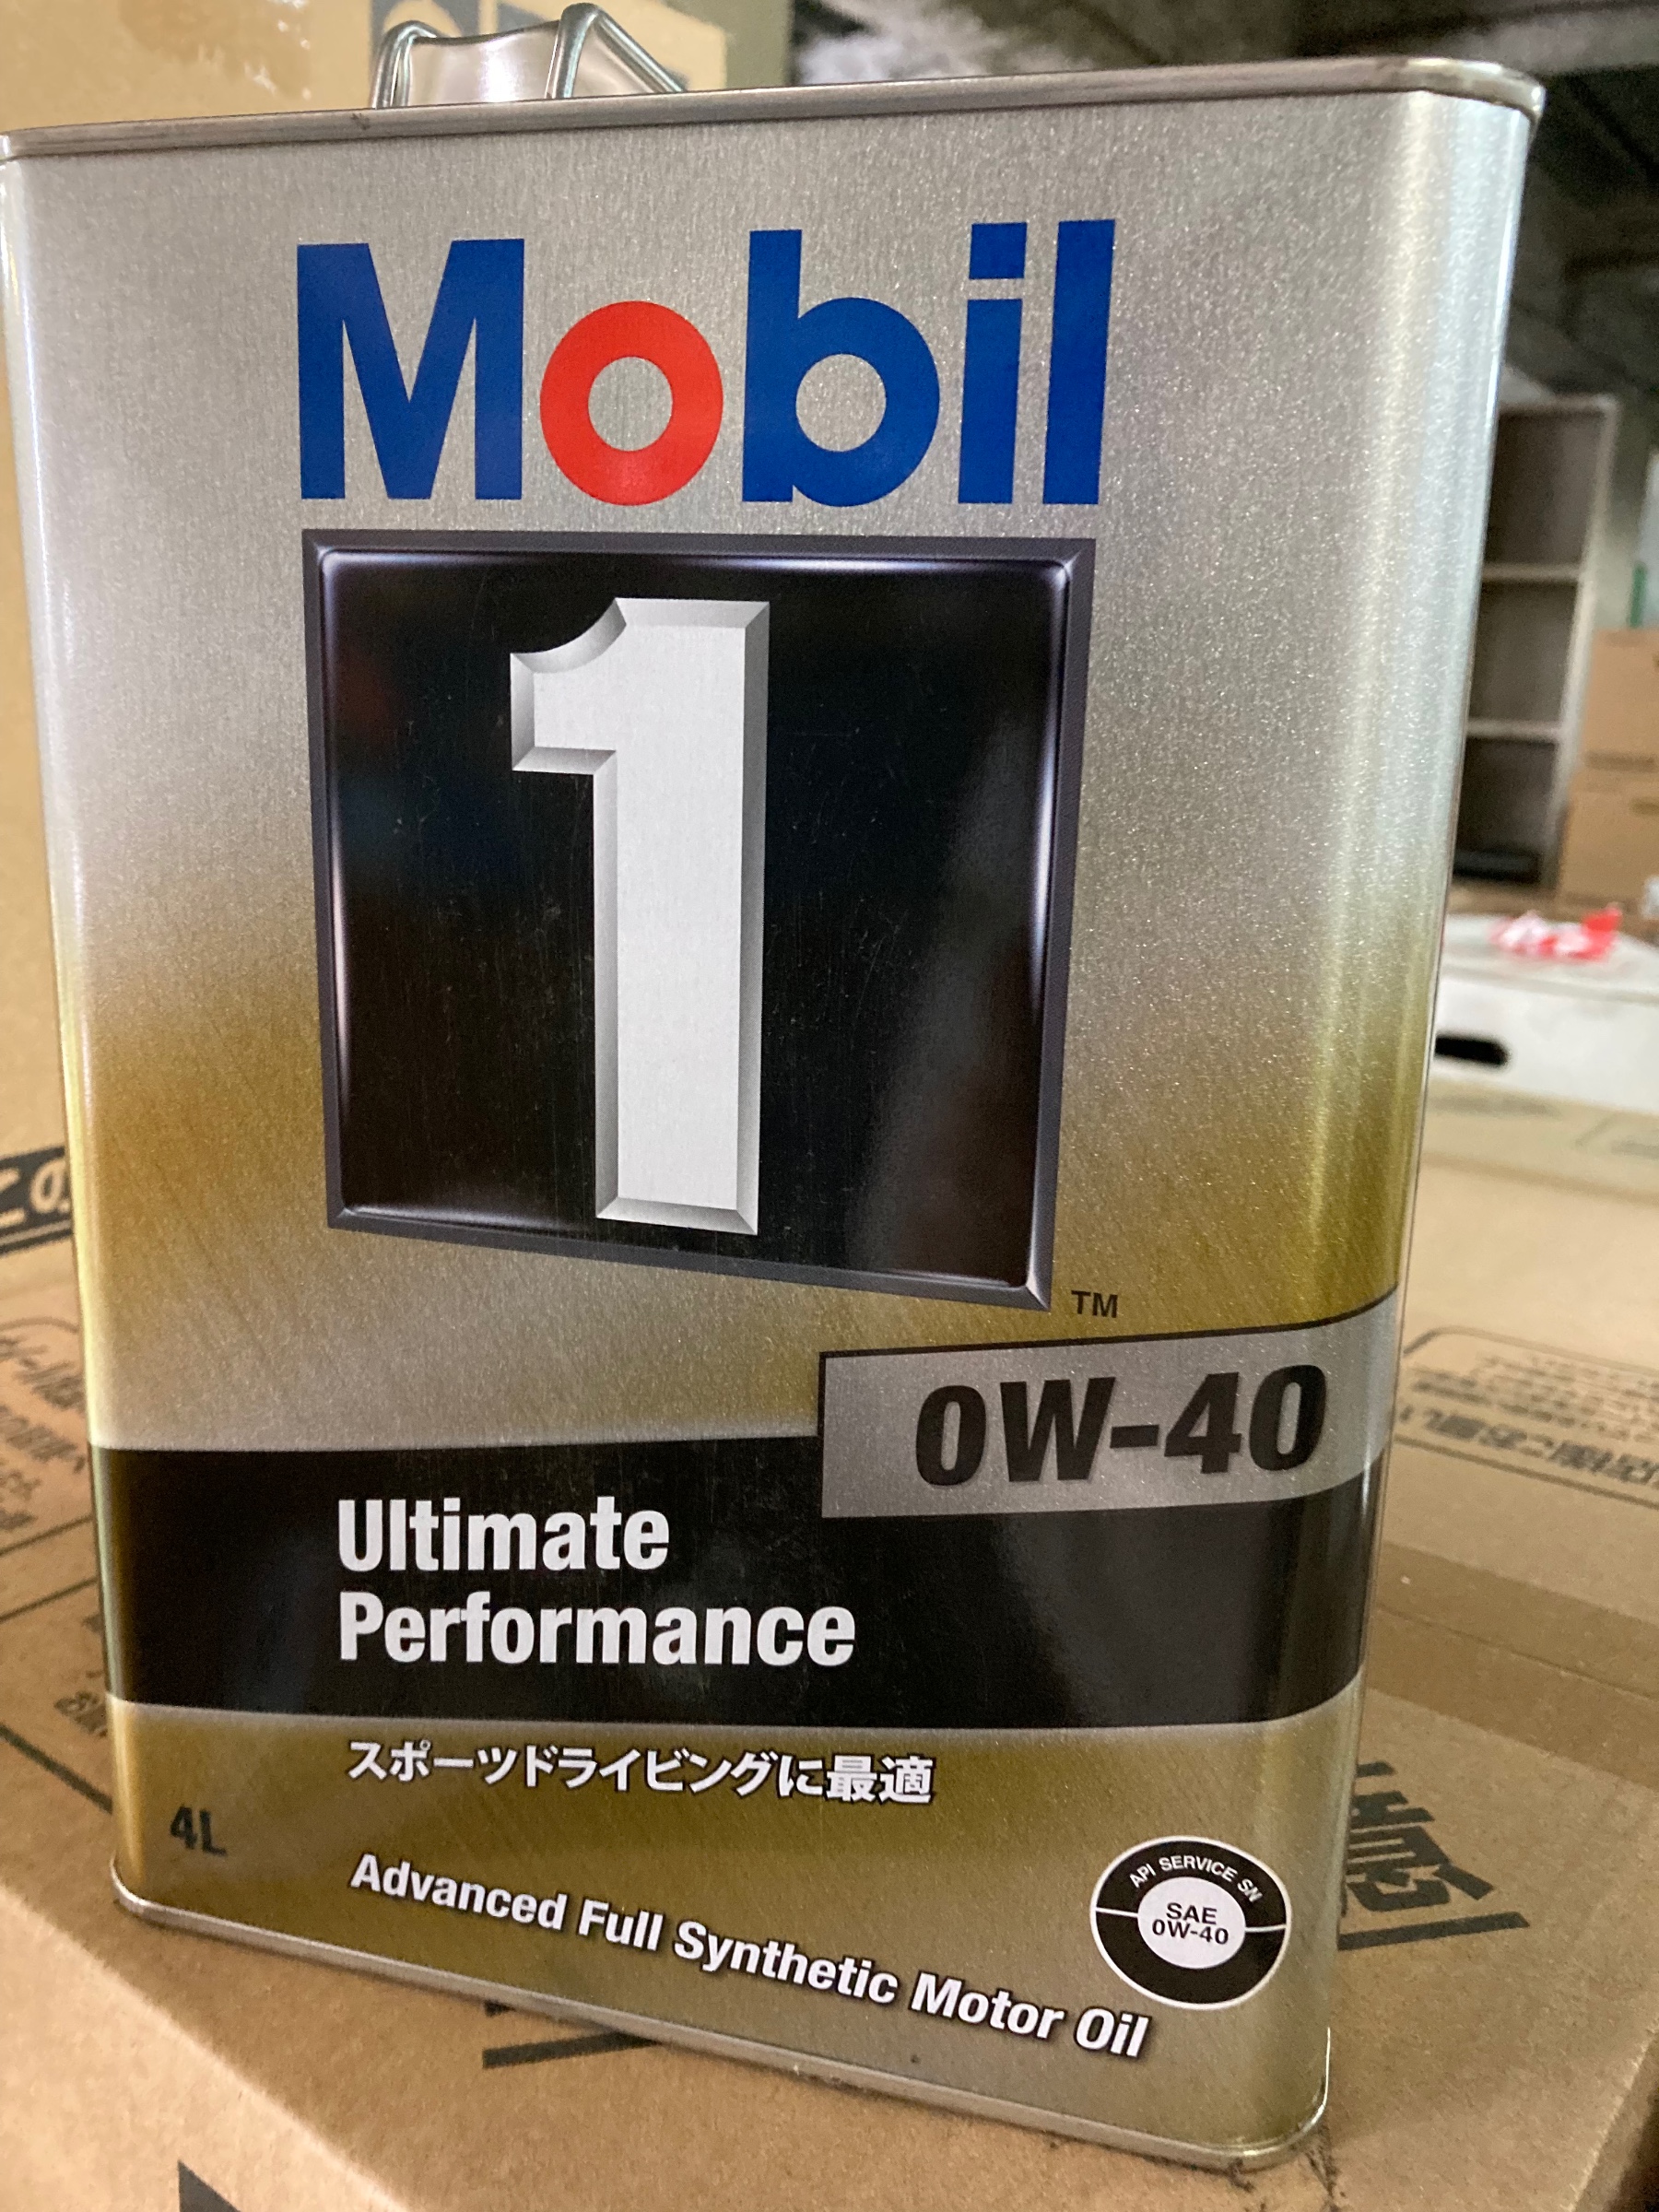 Mobil
1
TM
0W-40
Ultimate
Performance
スポーツドライビングに最適
4L
Advanced Full Synthetic Motor Oil
API SERVICE SN
SAE
0W-40